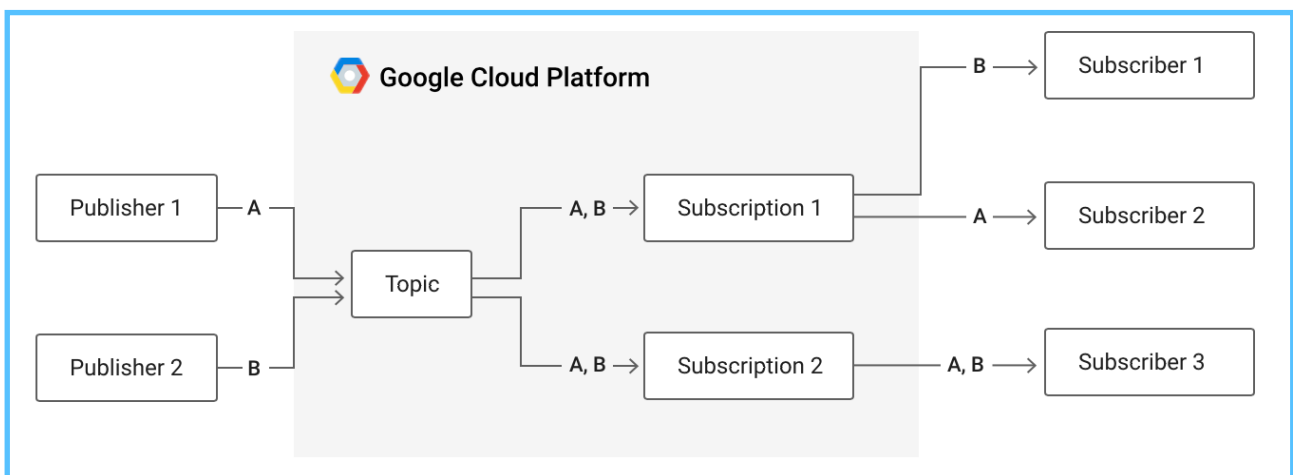 Google Cloud Platform
B
Subscriber 1
Publisher 1
A
A, B
Subscription 1
A
Subscriber 2
Topic
Publisher 2
B
A, B
Subscription 2
A, B
Subscriber 3